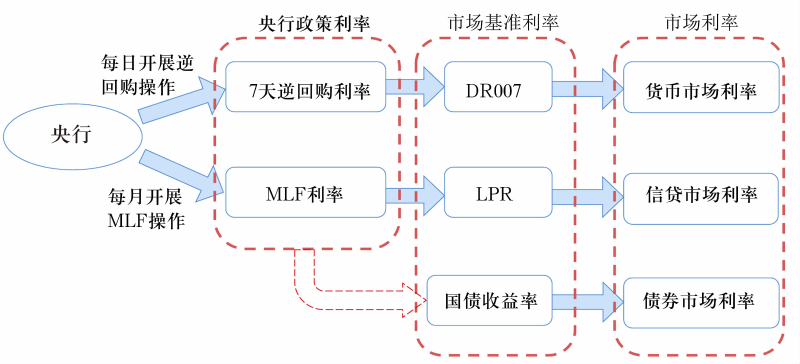 央行政策利率
市场基准利率
市场利率
每日开展逆
回购操作
7天逆回购利率
DR007
货币市场利率
央行
每月开展
MLF操作
MLF利率
LPR
信贷市场利率
国债收益率
债券市场利率